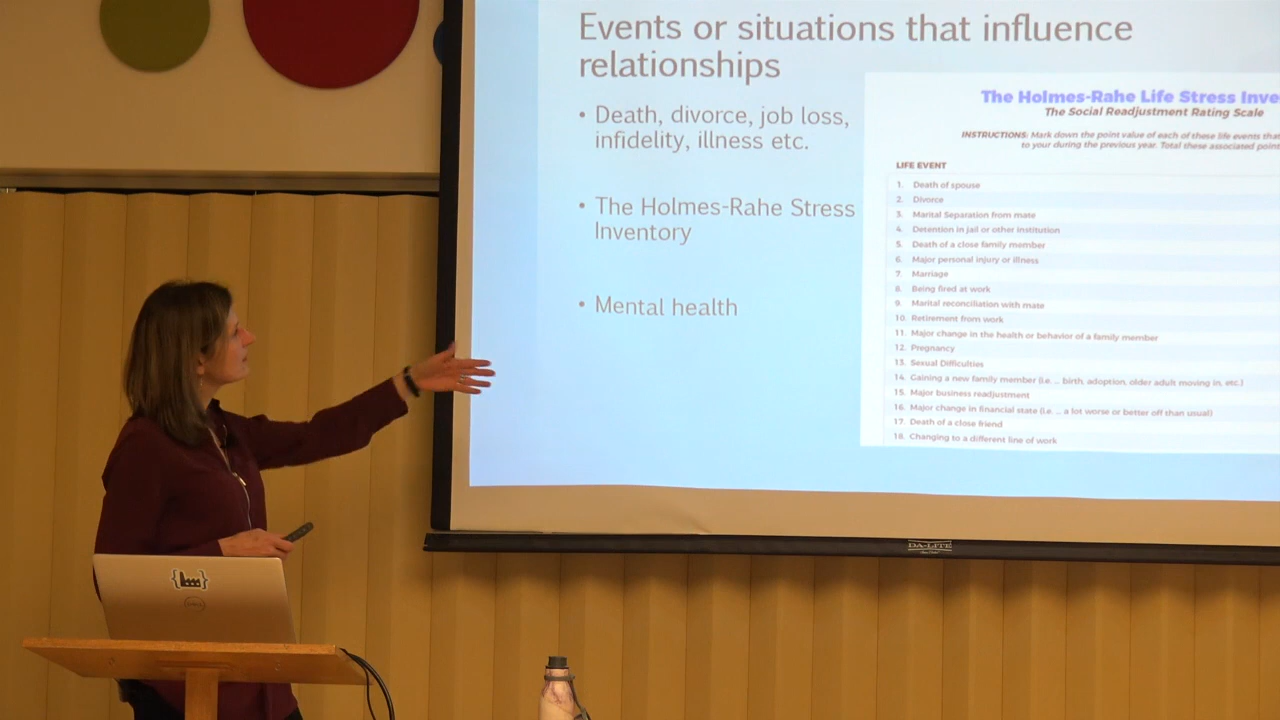 Events or situations that influence
relationships
• Death, divorce, job loss,
infidelity, illness etc.
• The Holmes-Rahe Stress
Inventory
• Mental health
The Holmes-Rahe Life Stress Inve
The Social Readjustment Rating Scale
INSTRUCTIONS: Mark down the point value of each of these life events that
to your during the previous year. Total these associated point
LIFE EVENT
1. Death of spouse
2. Divorce
3. Marital Separation from mate
4. Detention in jail or other institution
5. Death of a close family member
6. Major personal injury or illness
7. Marriage
8. Being fired at work
9. Marital reconciliation with mate
10. Retirement from work
11. Major change in the health or behavior of a family member
12. Pregnancy
13. Sexual Difficulties
14. Gaining a new family member (i.e. .. birth, adoption, older adult moving in, etc.)
15. Major business readjustment
16. Major change in financial state (i.e. .. a lot worse or better off than usual)
17. Death of a close friend
18. Changing to a different line of work
DA-LITE
DELL